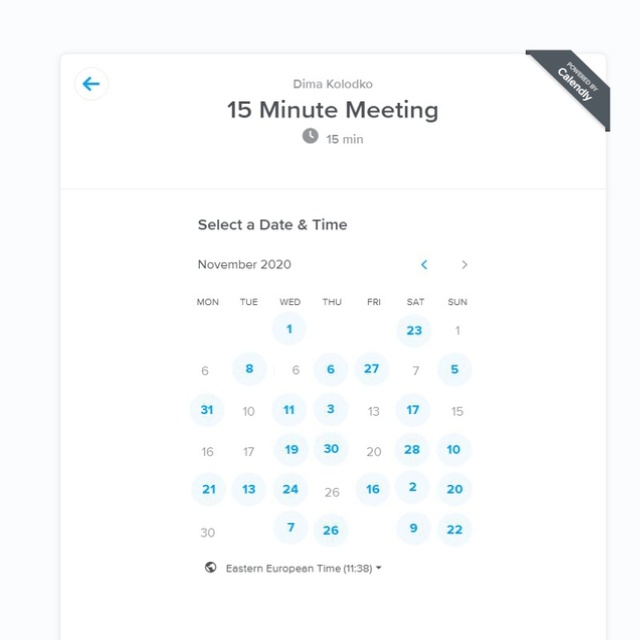 Dima Kolodko
POWERED BY
Calendly
15 Minute Meeting
15 min
Select a Date & Time
November 2020
MON TUE WED THU FRI SAT SUN
1 23 1
6 8 6 6 27 7 5
31 10 11 3 13 17 15
16 17 19 30 20 28 10
21 13 24 26 16 2 20
30 7 26 9 22
Eastern European Time (11:38)